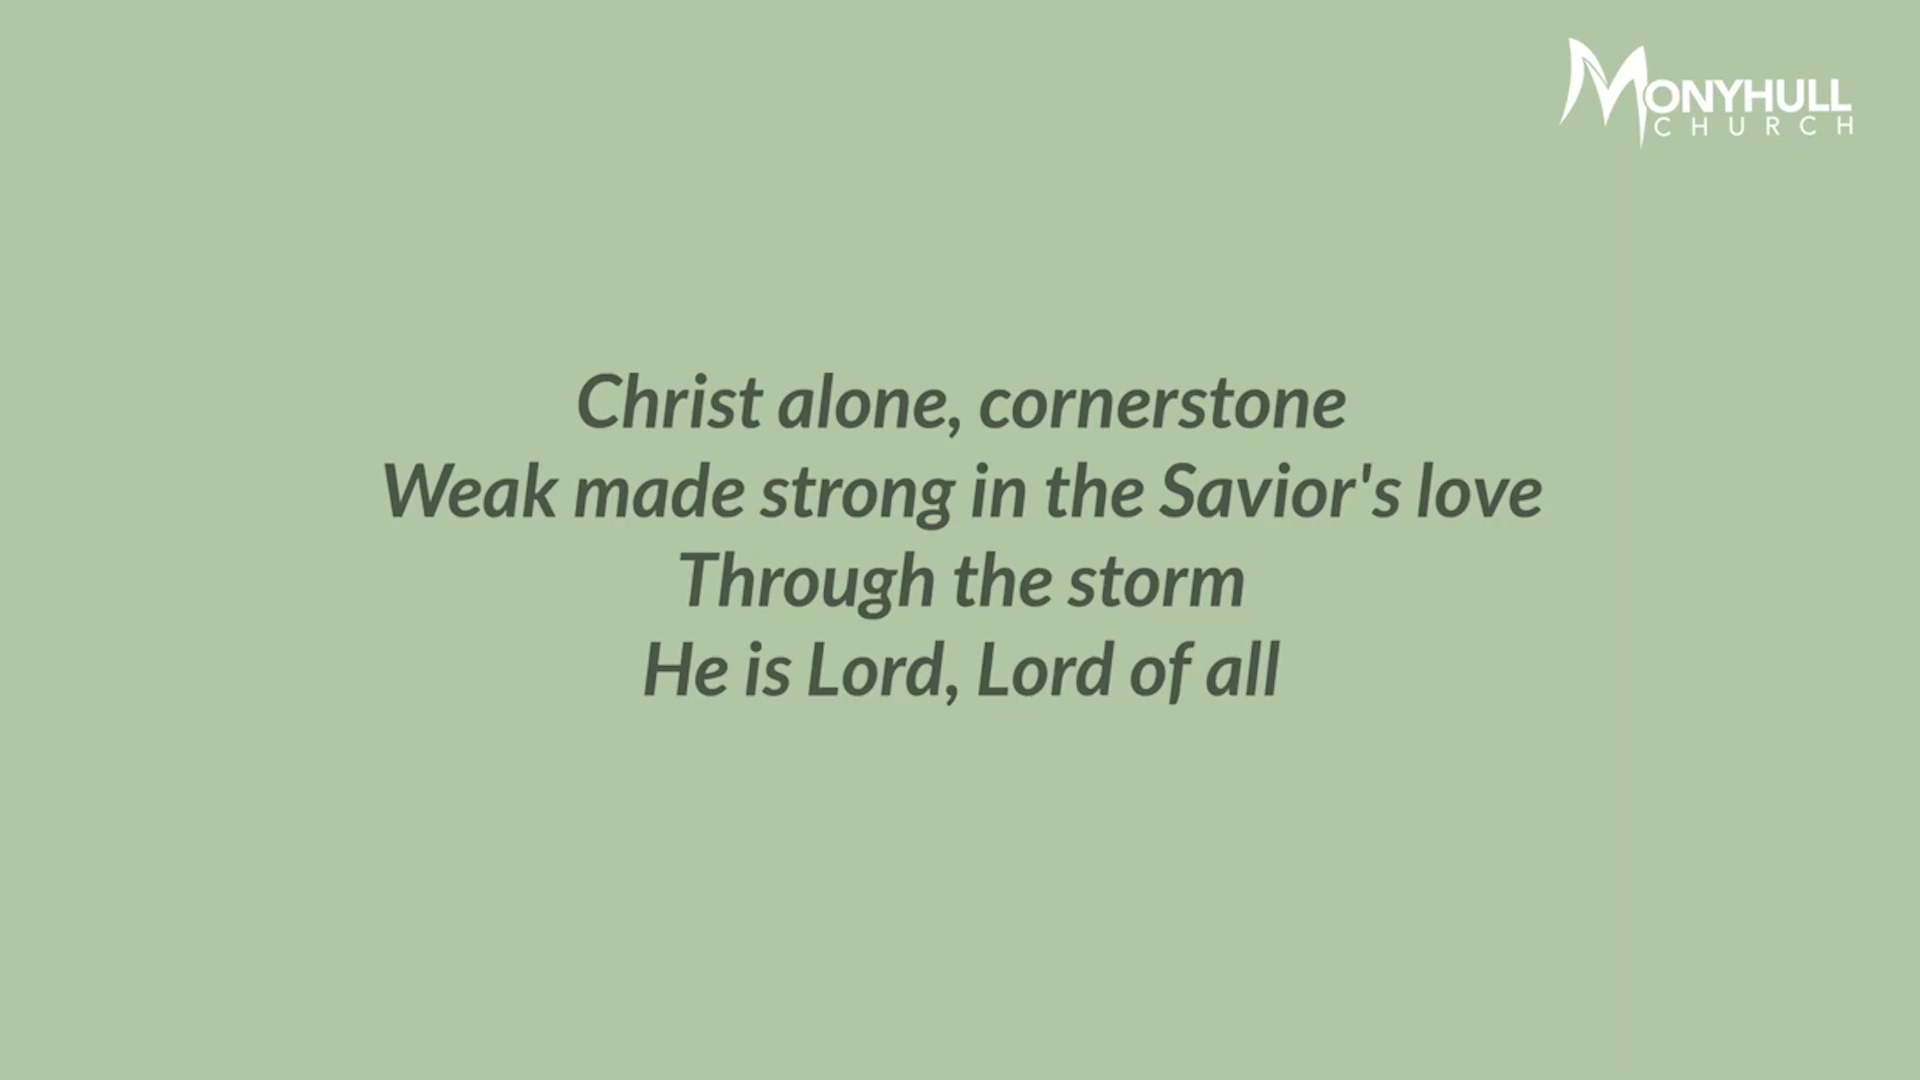 MONYHULL
CHURCH
Christ alone, cornerstone
Weak made strong in the Savior's love
Through the storm
He is Lord, Lord of all